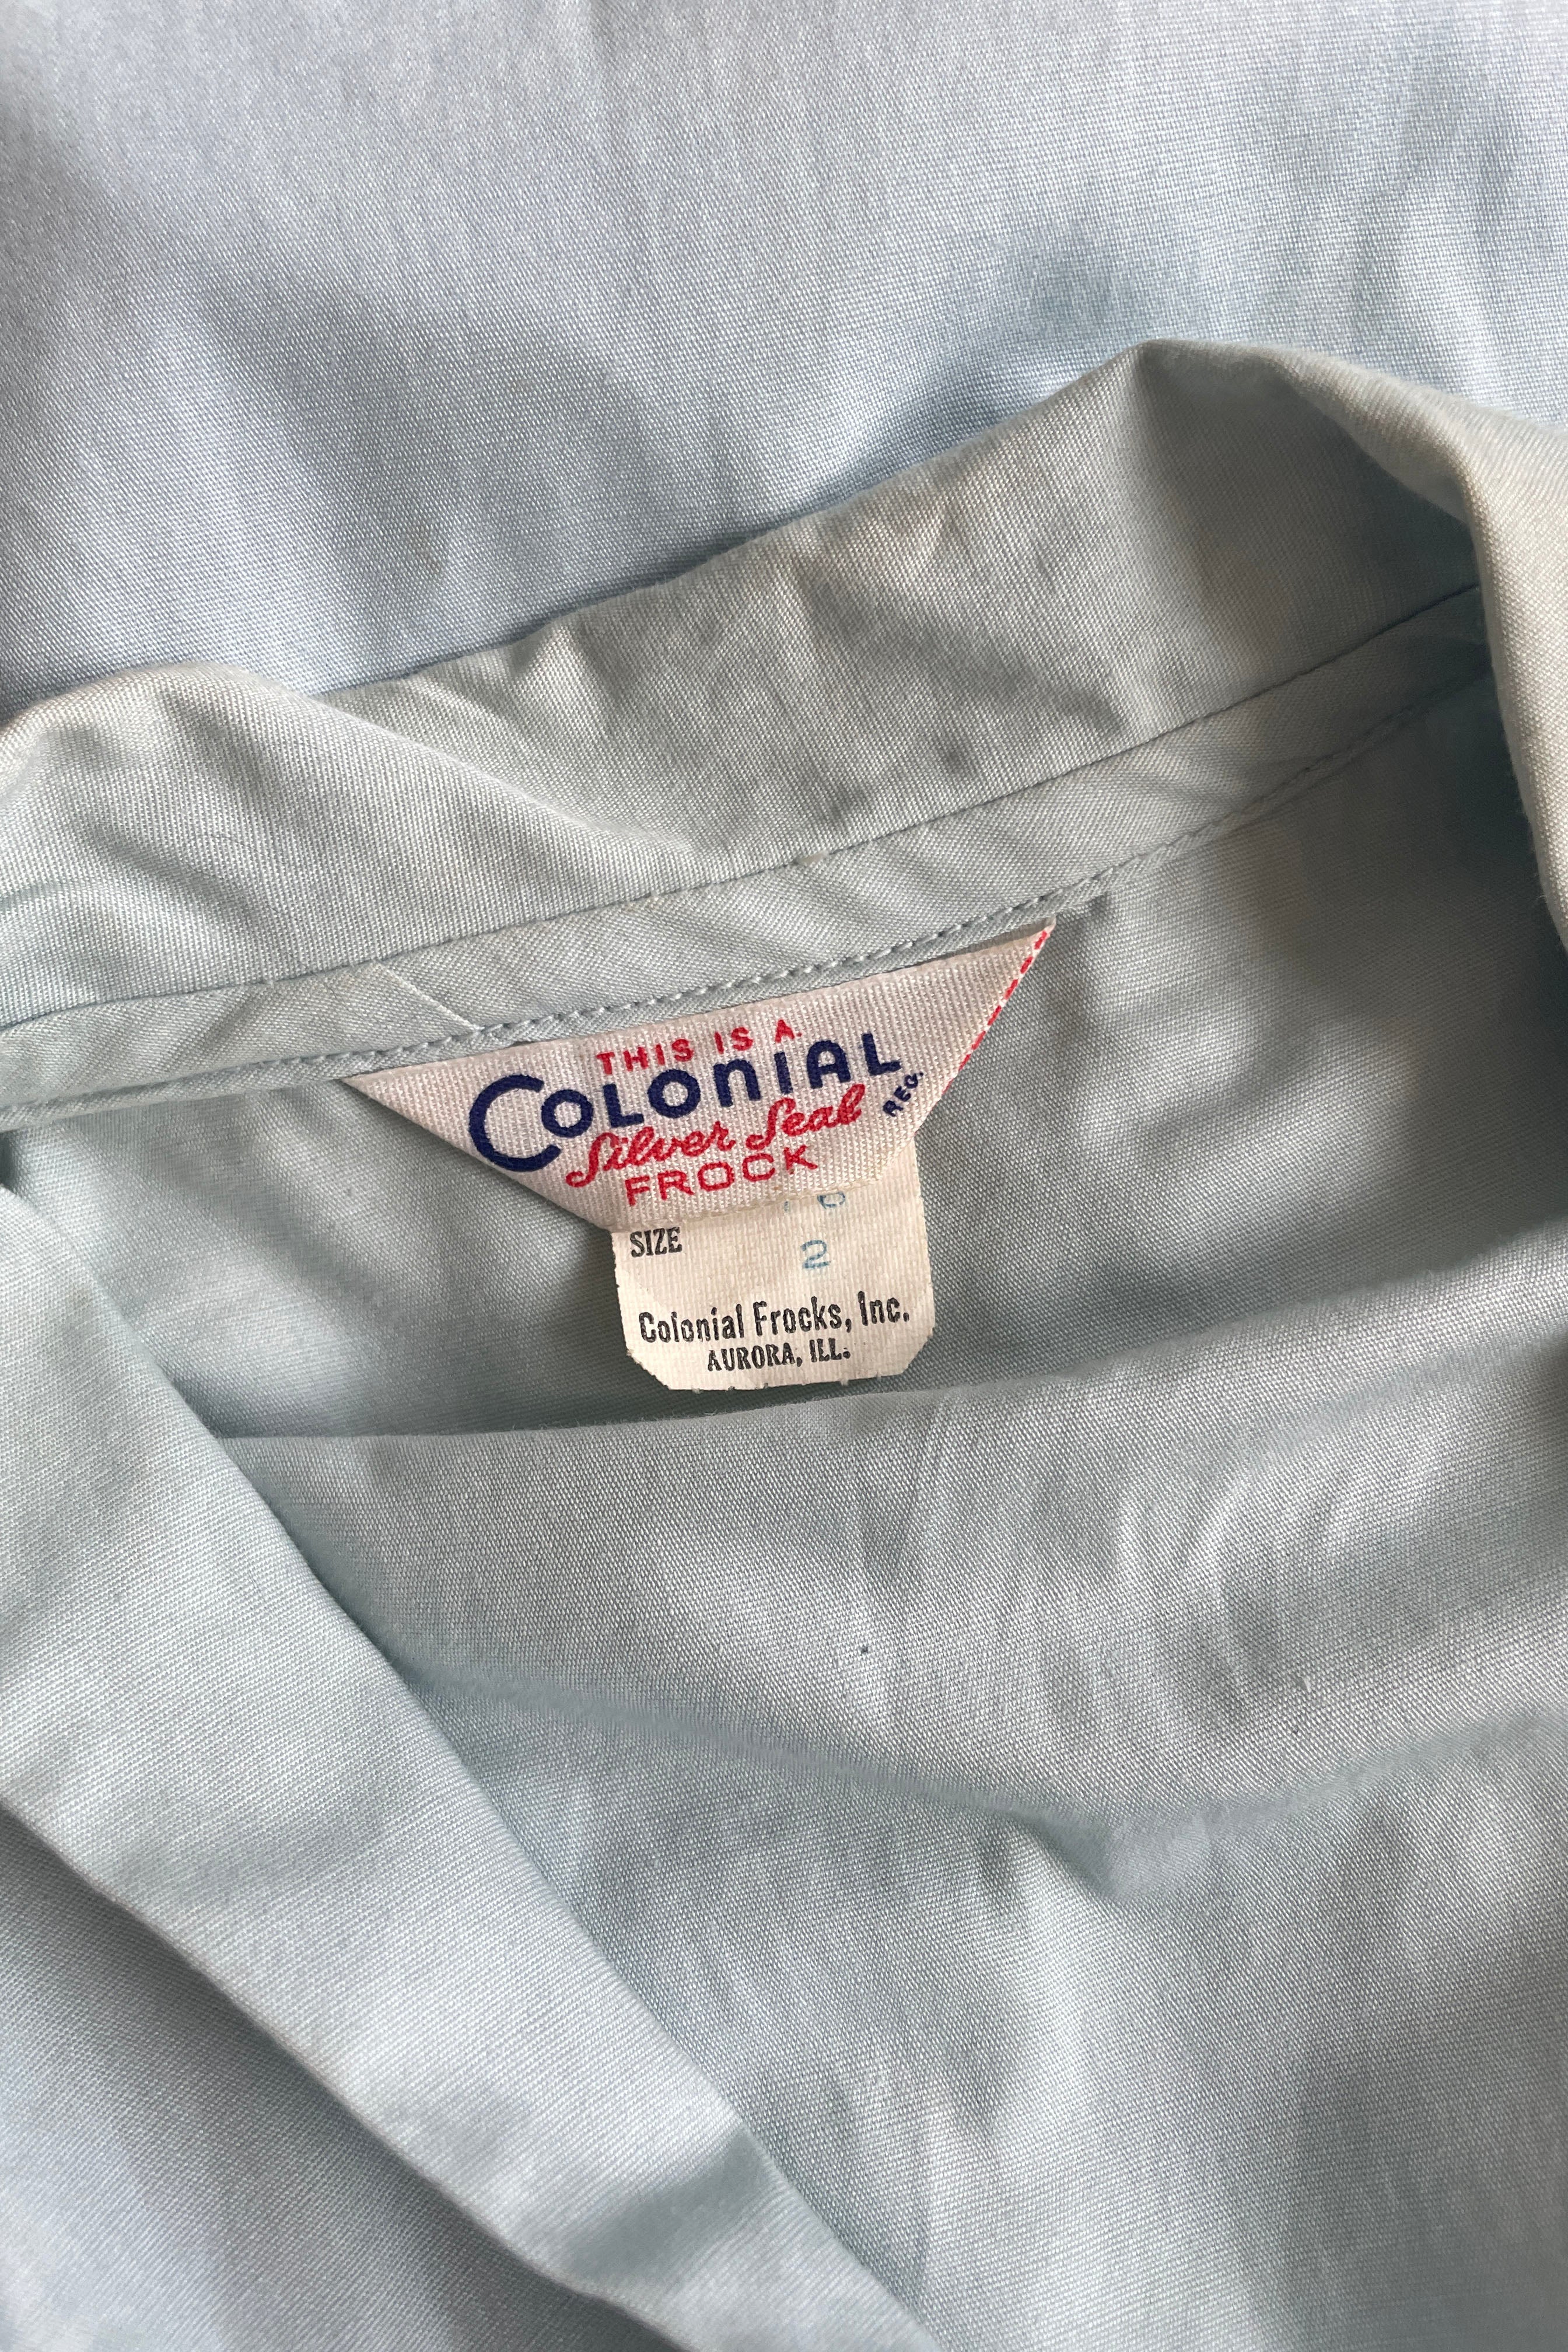 THIS IS A
COLONIAL
REG.
Silver Seal
FROCK
SIZE 2
Colonial Frocks, Inc.
AURORA, ILL.